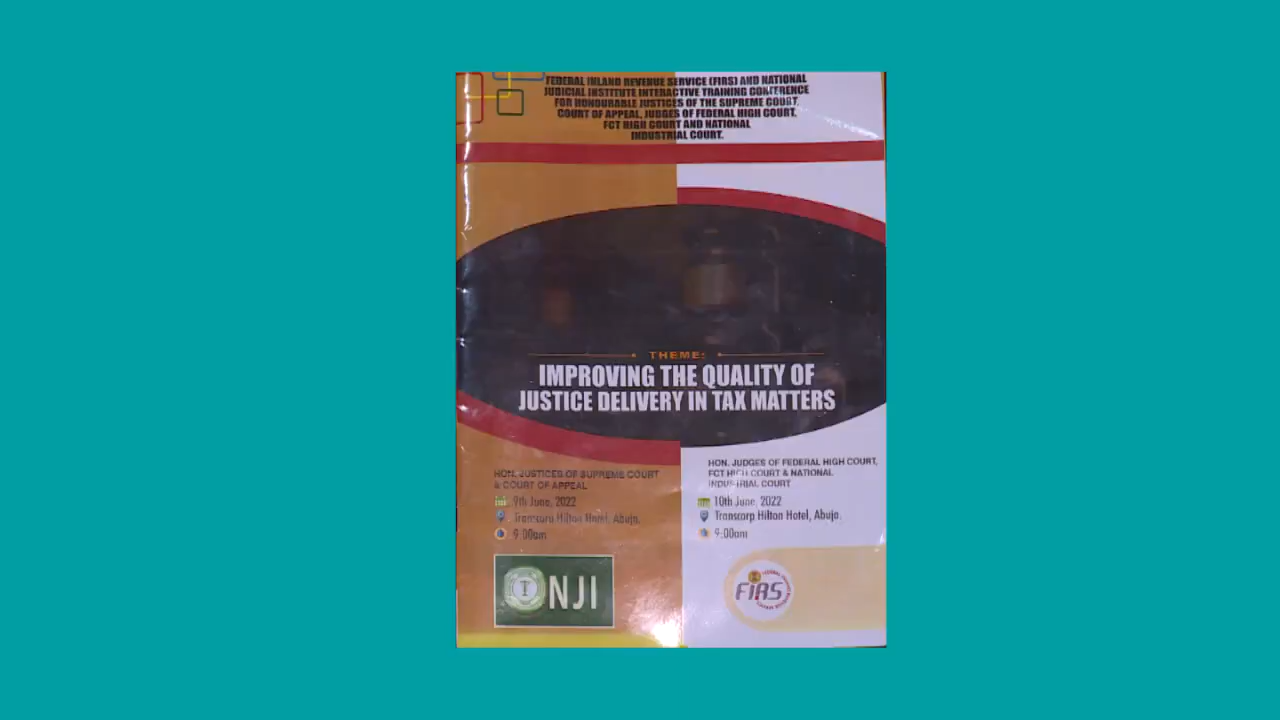 FEDERAL INLAND REVENUE SERVICE (FIRS) AND NATIONAL
JUDICIAL INSTITUTE INTERACTIVE TRAINING CONFERENCE
FOR HONOURABLE JUSTICES OF THE SUPREME COURT,
COURT OF APPEAL, JUDGES OF FEDERAL HIGH COURT,
FCT HIGH COURT AND NATIONAL
INDUSTRIAL COURT.
THEME:
IMPROVING THE QUALITY OF
JUSTICE DELIVERY IN TAX MATTERS
HON. JUSTICES OF SUPREME COURT
& COURT OF APPEAL
9th June, 2022
Transcorp Hilton Hotel, Abuja.
9:00am
HON. JUDGES OF FEDERAL HIGH COURT,
FCT HIGH COURT & NATIONAL
INDUSTRIAL COURT
10th June, 2022
Transcorp Hilton Hotel, Abuja.
9:00am
NJI
FIRS